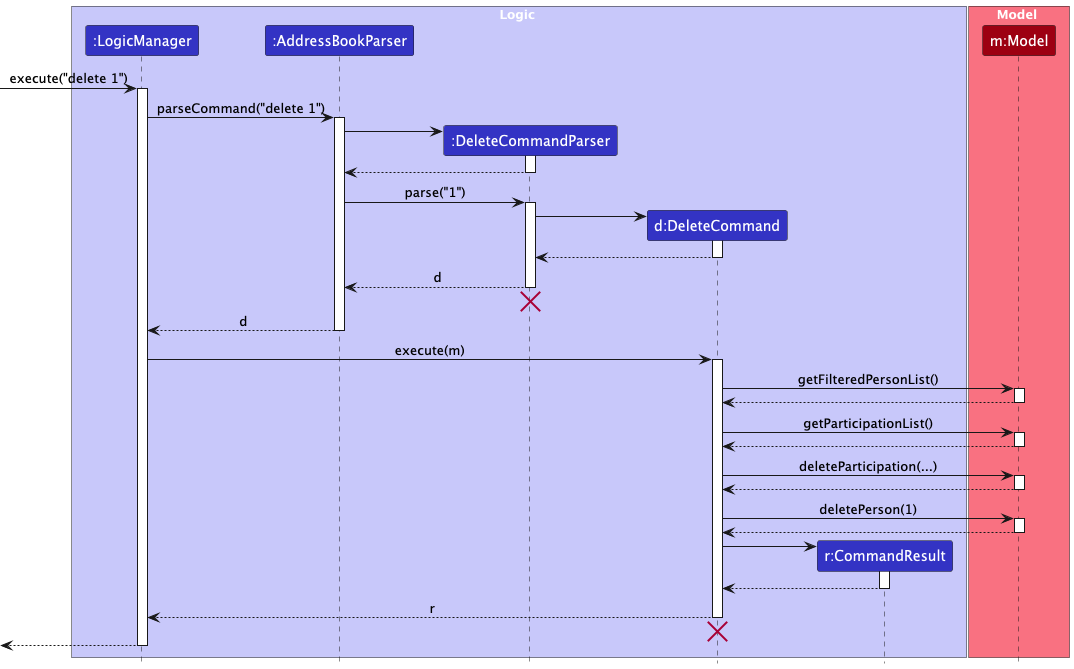 Logic
Model
:LogicManager
:AddressBookParser
m:Model
execute("delete 1")
parseCommand("delete 1")
:DeleteCommandParser
parse("1")
d:DeleteCommand
d
d
execute(m)
getFilteredPersonList()
getParticipationList()
deleteParticipation(...)
deletePerson(1)
r:CommandResult
r